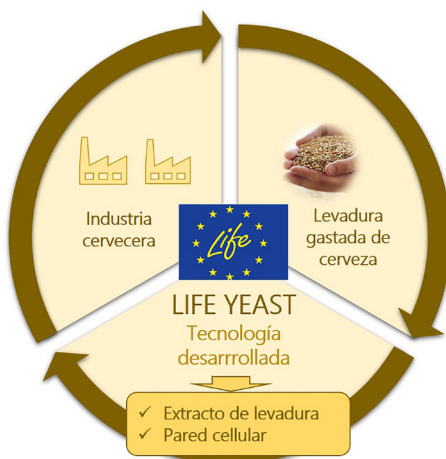 Industria
cervecera
Levadura
gastada de
cerveza
Life
LIFE YEAST
Tecnología
desarrrollada
✓ Extracto de levadura
✓ Pared cellular